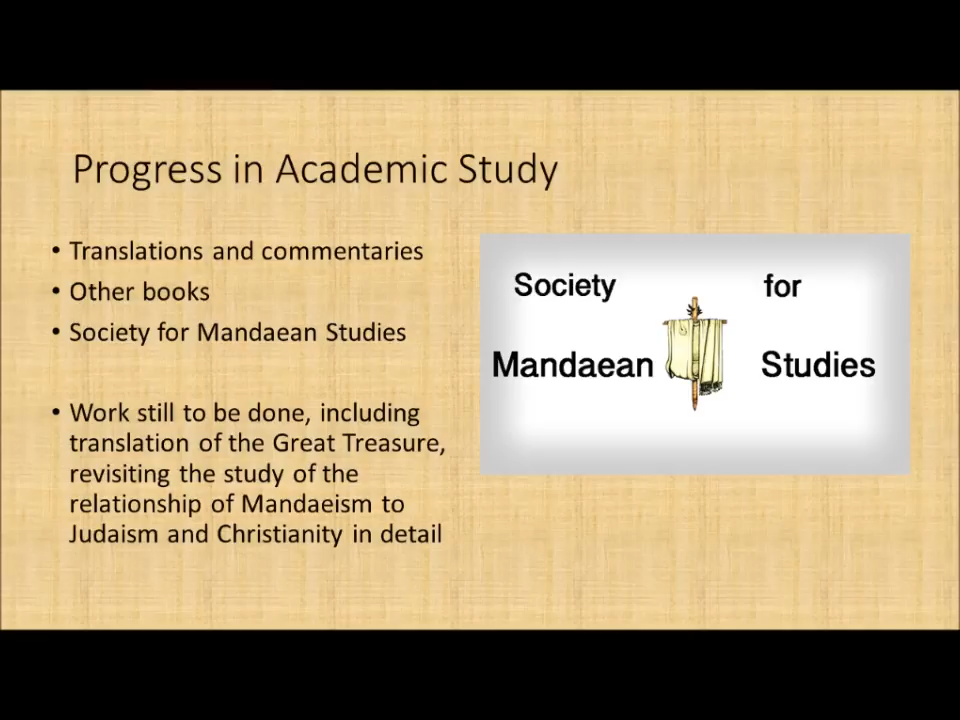 Progress in Academic Study
• Translations and commentaries
• Other books
• Society for Mandaean Studies
• Work still to be done, including
translation of the Great Treasure,
revisiting the study of the
relationship of Mandaeism to
Judaism and Christianity in detail
Society for
Mandaean Studies